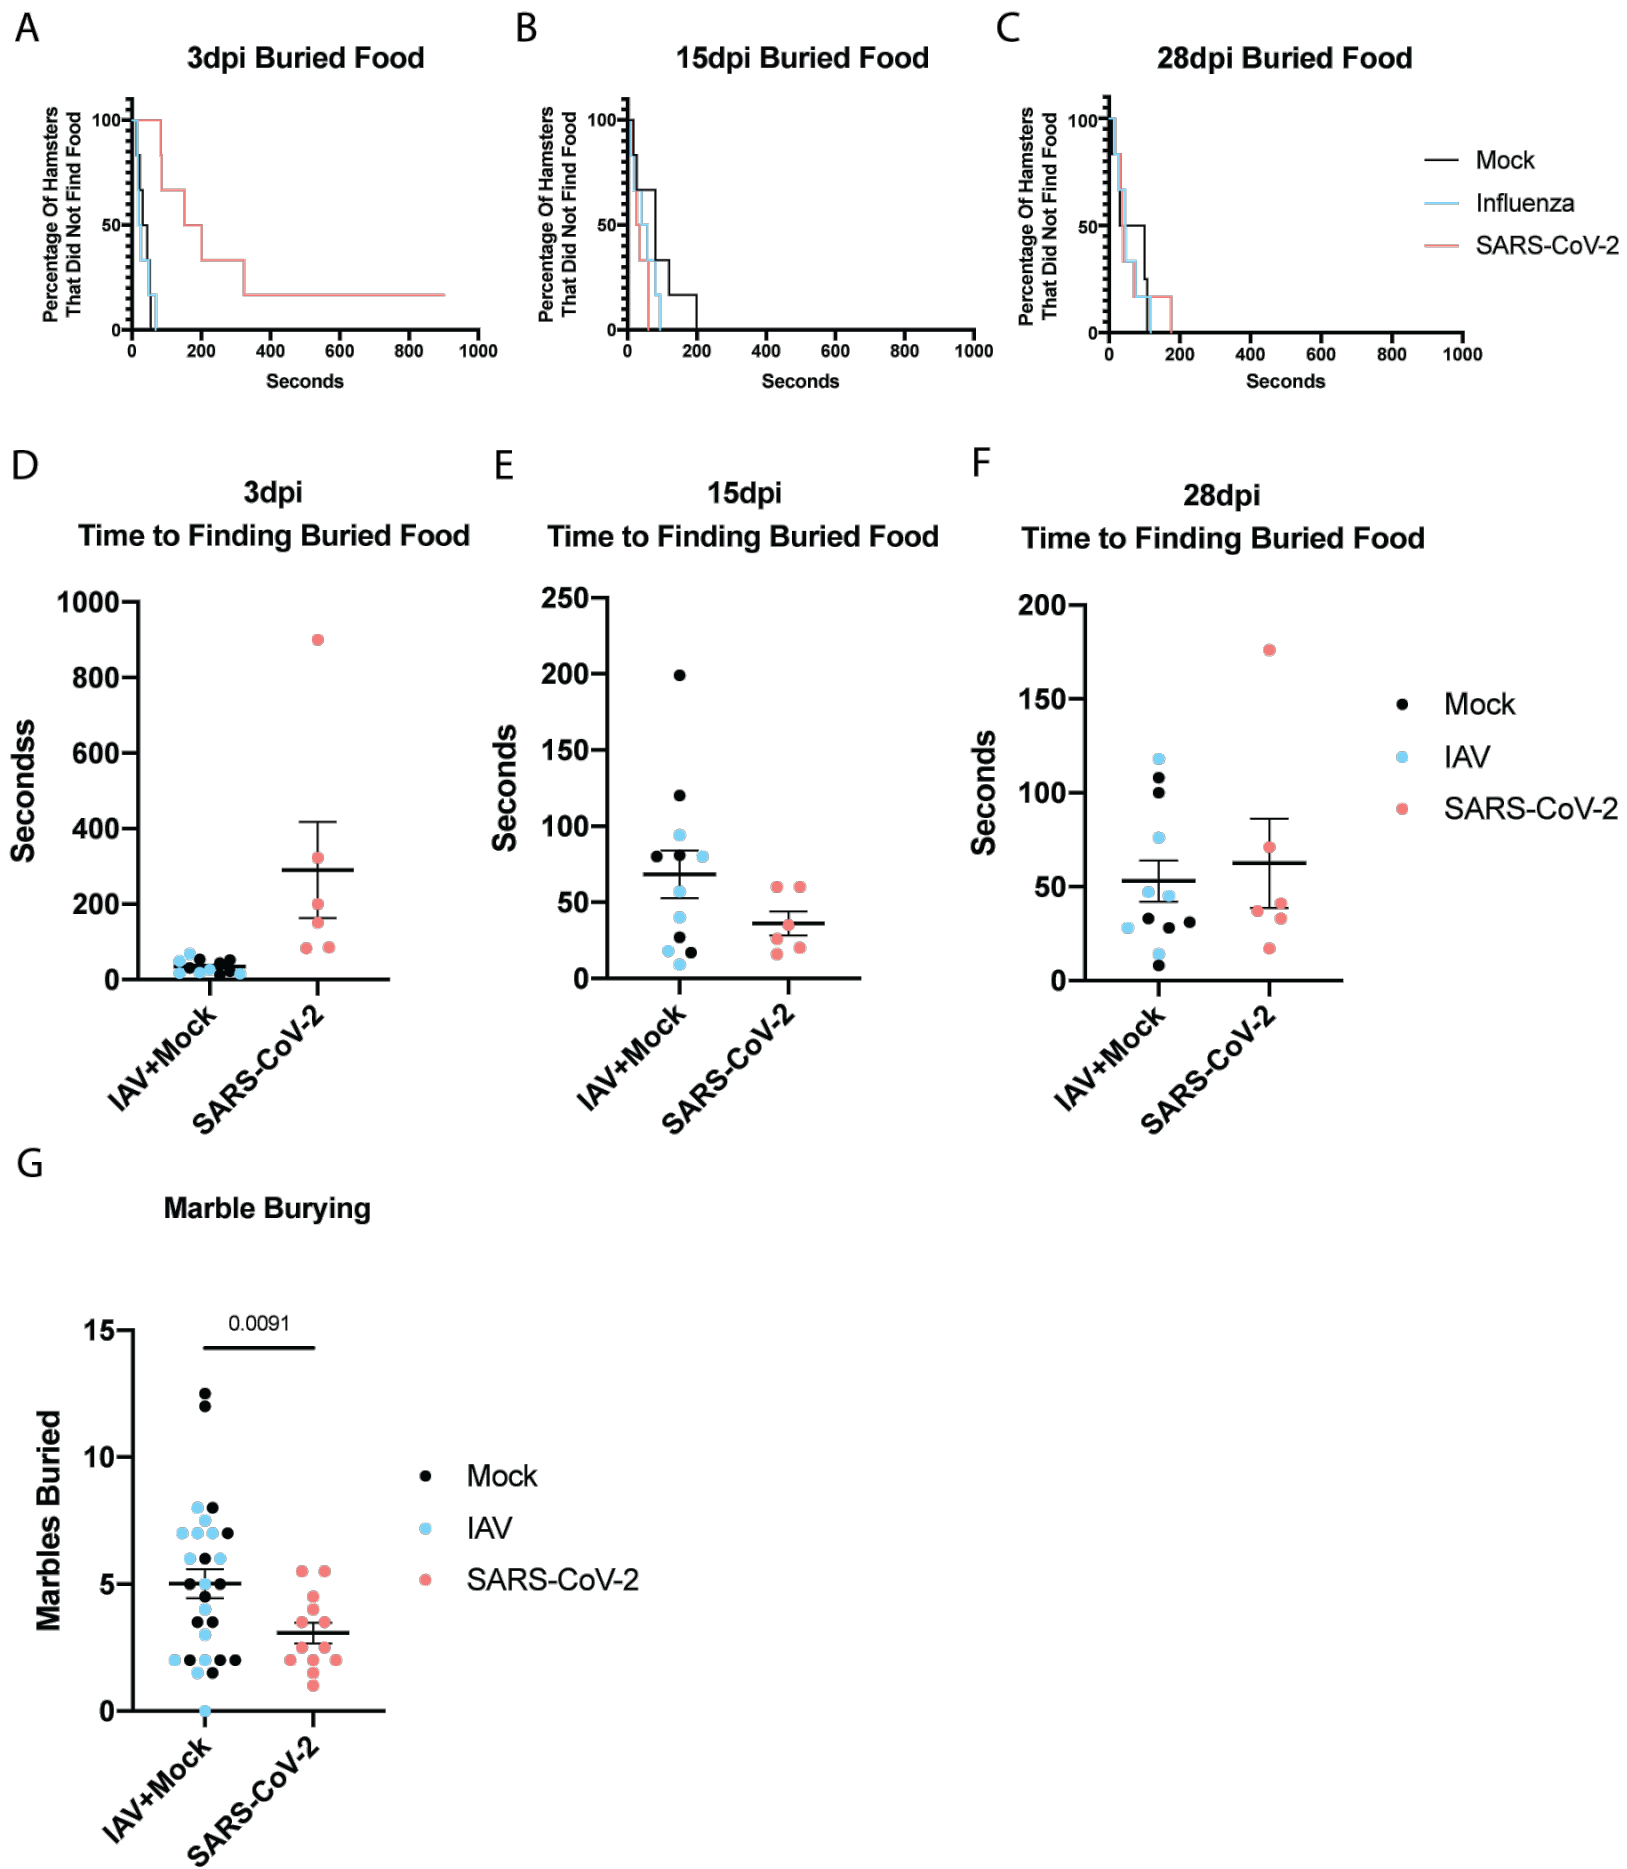 A
3dpi Buried Food
Percentage Of Hamsters
That Did Not Find Food
100
50
0
0 200 400 600 800 1000
Seconds
B
15dpi Buried Food
Percentage Of Hamsters
That Did Not Find Food
100
50
0
0 200 400 600 800 1000
Seconds
C
28dpi Buried Food
Percentage Of Hamsters
That Did Not Find Food
100
50
0
0 200 400 600 800 1000
Seconds
Mock
Influenza
SARS-CoV-2
D
3dpi
Time to Finding Buried Food
Secondss
1000
800
600
400
200
0
IAV+Mock
SARS-CoV-2
E
15dpi
Time to Finding Buried Food
Seconds
250
200
150
100
50
0
IAV+Mock
SARS-CoV-2
F
28dpi
Time to Finding Buried Food
Seconds
200
150
100
50
0
IAV+Mock
SARS-CoV-2
Mock
IAV
SARS-CoV-2
G
Marble Burying
0.0091
Marbles Buried
15
10
5
0
IAV+Mock
SARS-CoV-2
Mock
IAV
SARS-CoV-2